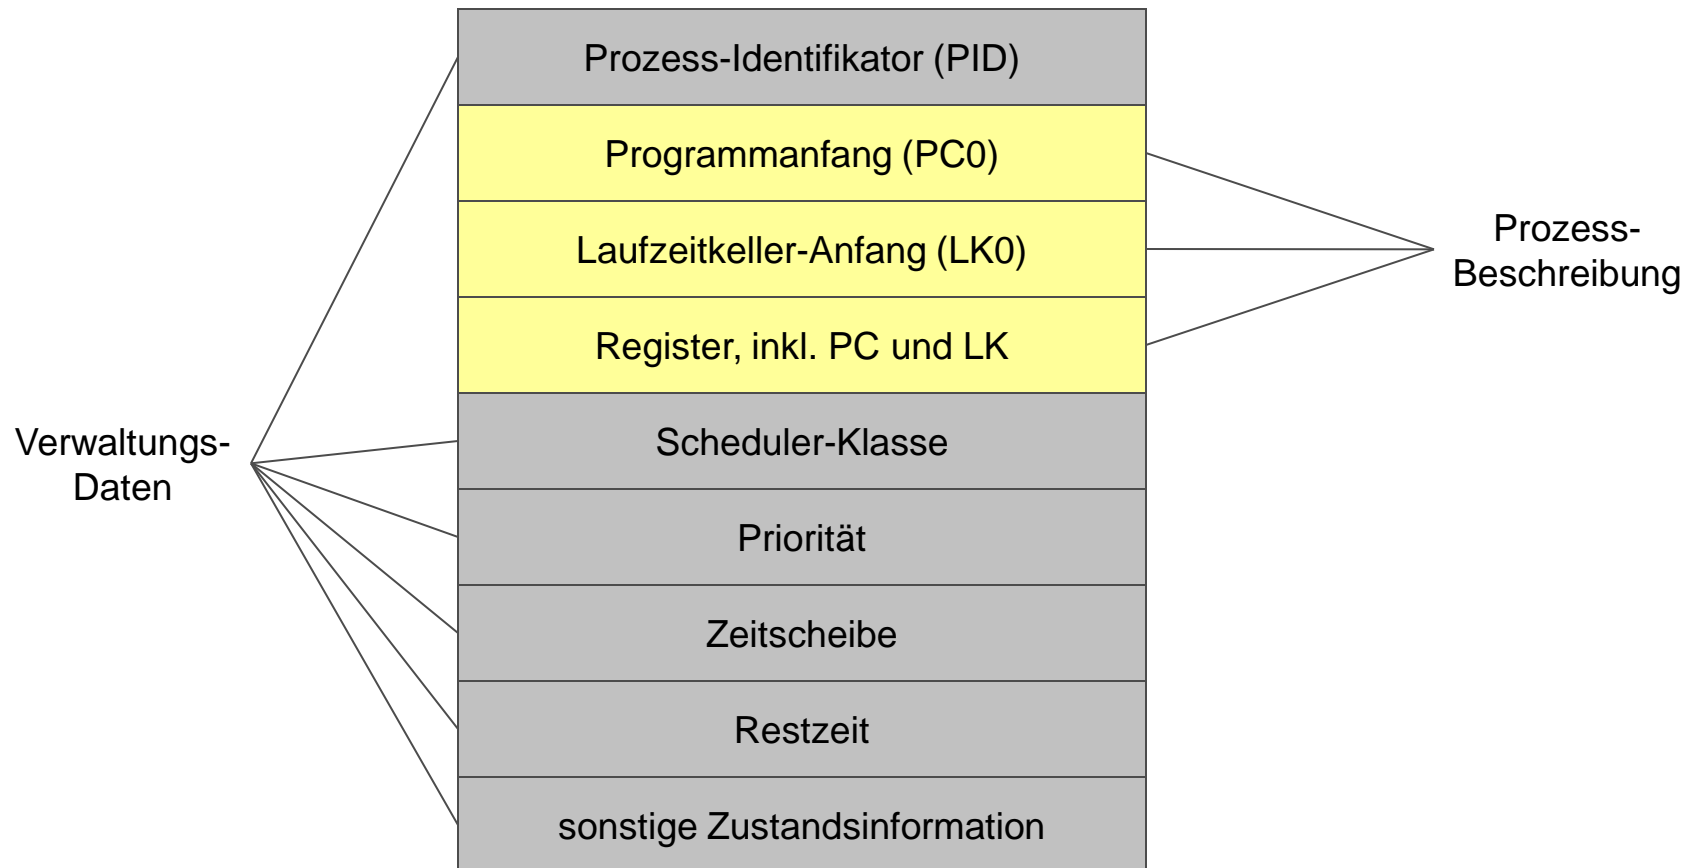 Prozess-Identifikator (PID)
Programmanfang (PC0)
Laufzeitkeller-Anfang (LK0)
Register, inkl. PC und LK
Scheduler-Klasse
Priorität
Zeitscheibe
Restzeit
sonstige Zustandsinformation
Verwaltungs-
Daten
Prozess-
Beschreibung